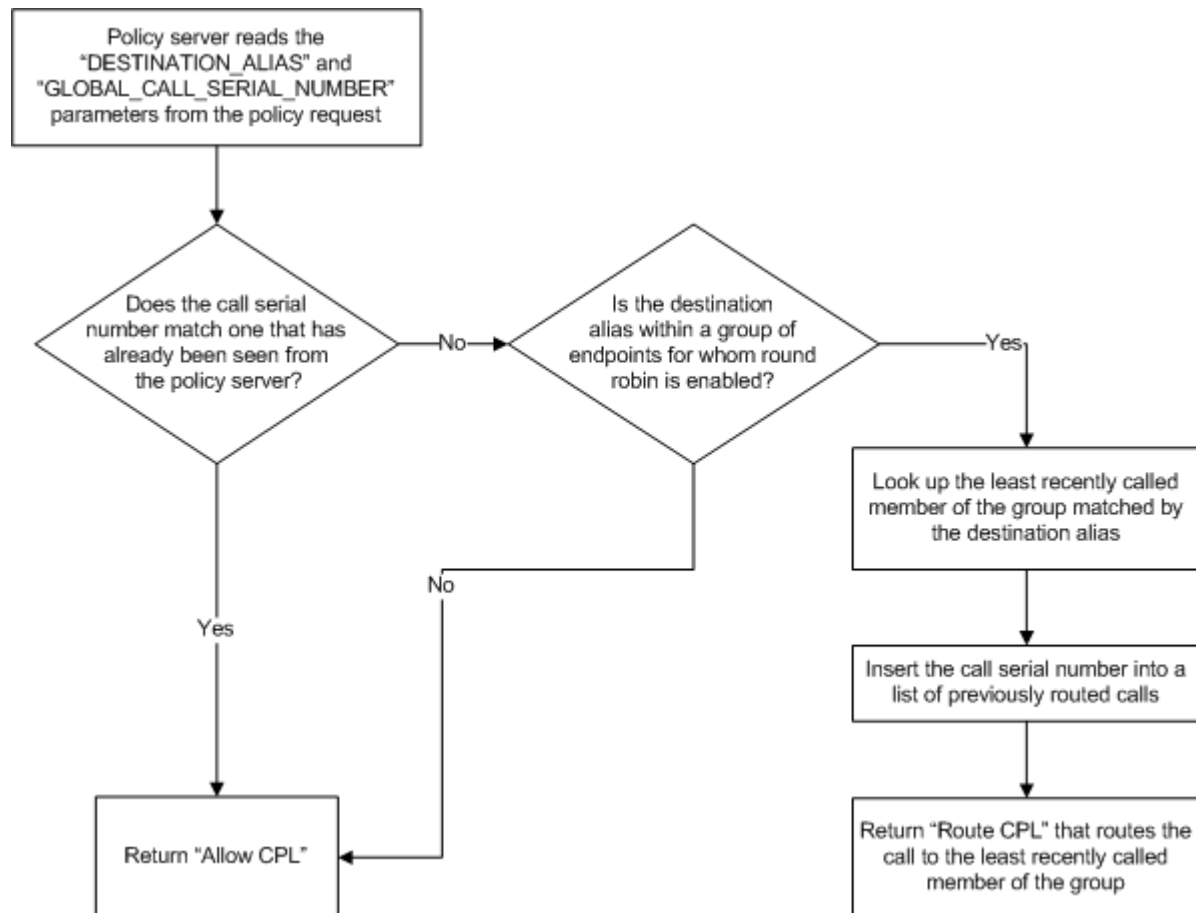 Policy server reads the
“DESTINATION_ALIAS” and
“GLOBAL_CALL_SERIAL_NUMBER”
parameters from the policy request
Does the call serial
number match one that has
already been seen from
the policy server?
No
Is the destination
alias within a group of
endpoints for whom round
robin is enabled?
Yes
Look up the least recently called
member of the group matched by
the destination alias
No
Yes
Insert the call serial number into a
list of previously routed calls
Return “Allow CPL”
Return “Route CPL” that routes the
call to the least recently called
member of the group